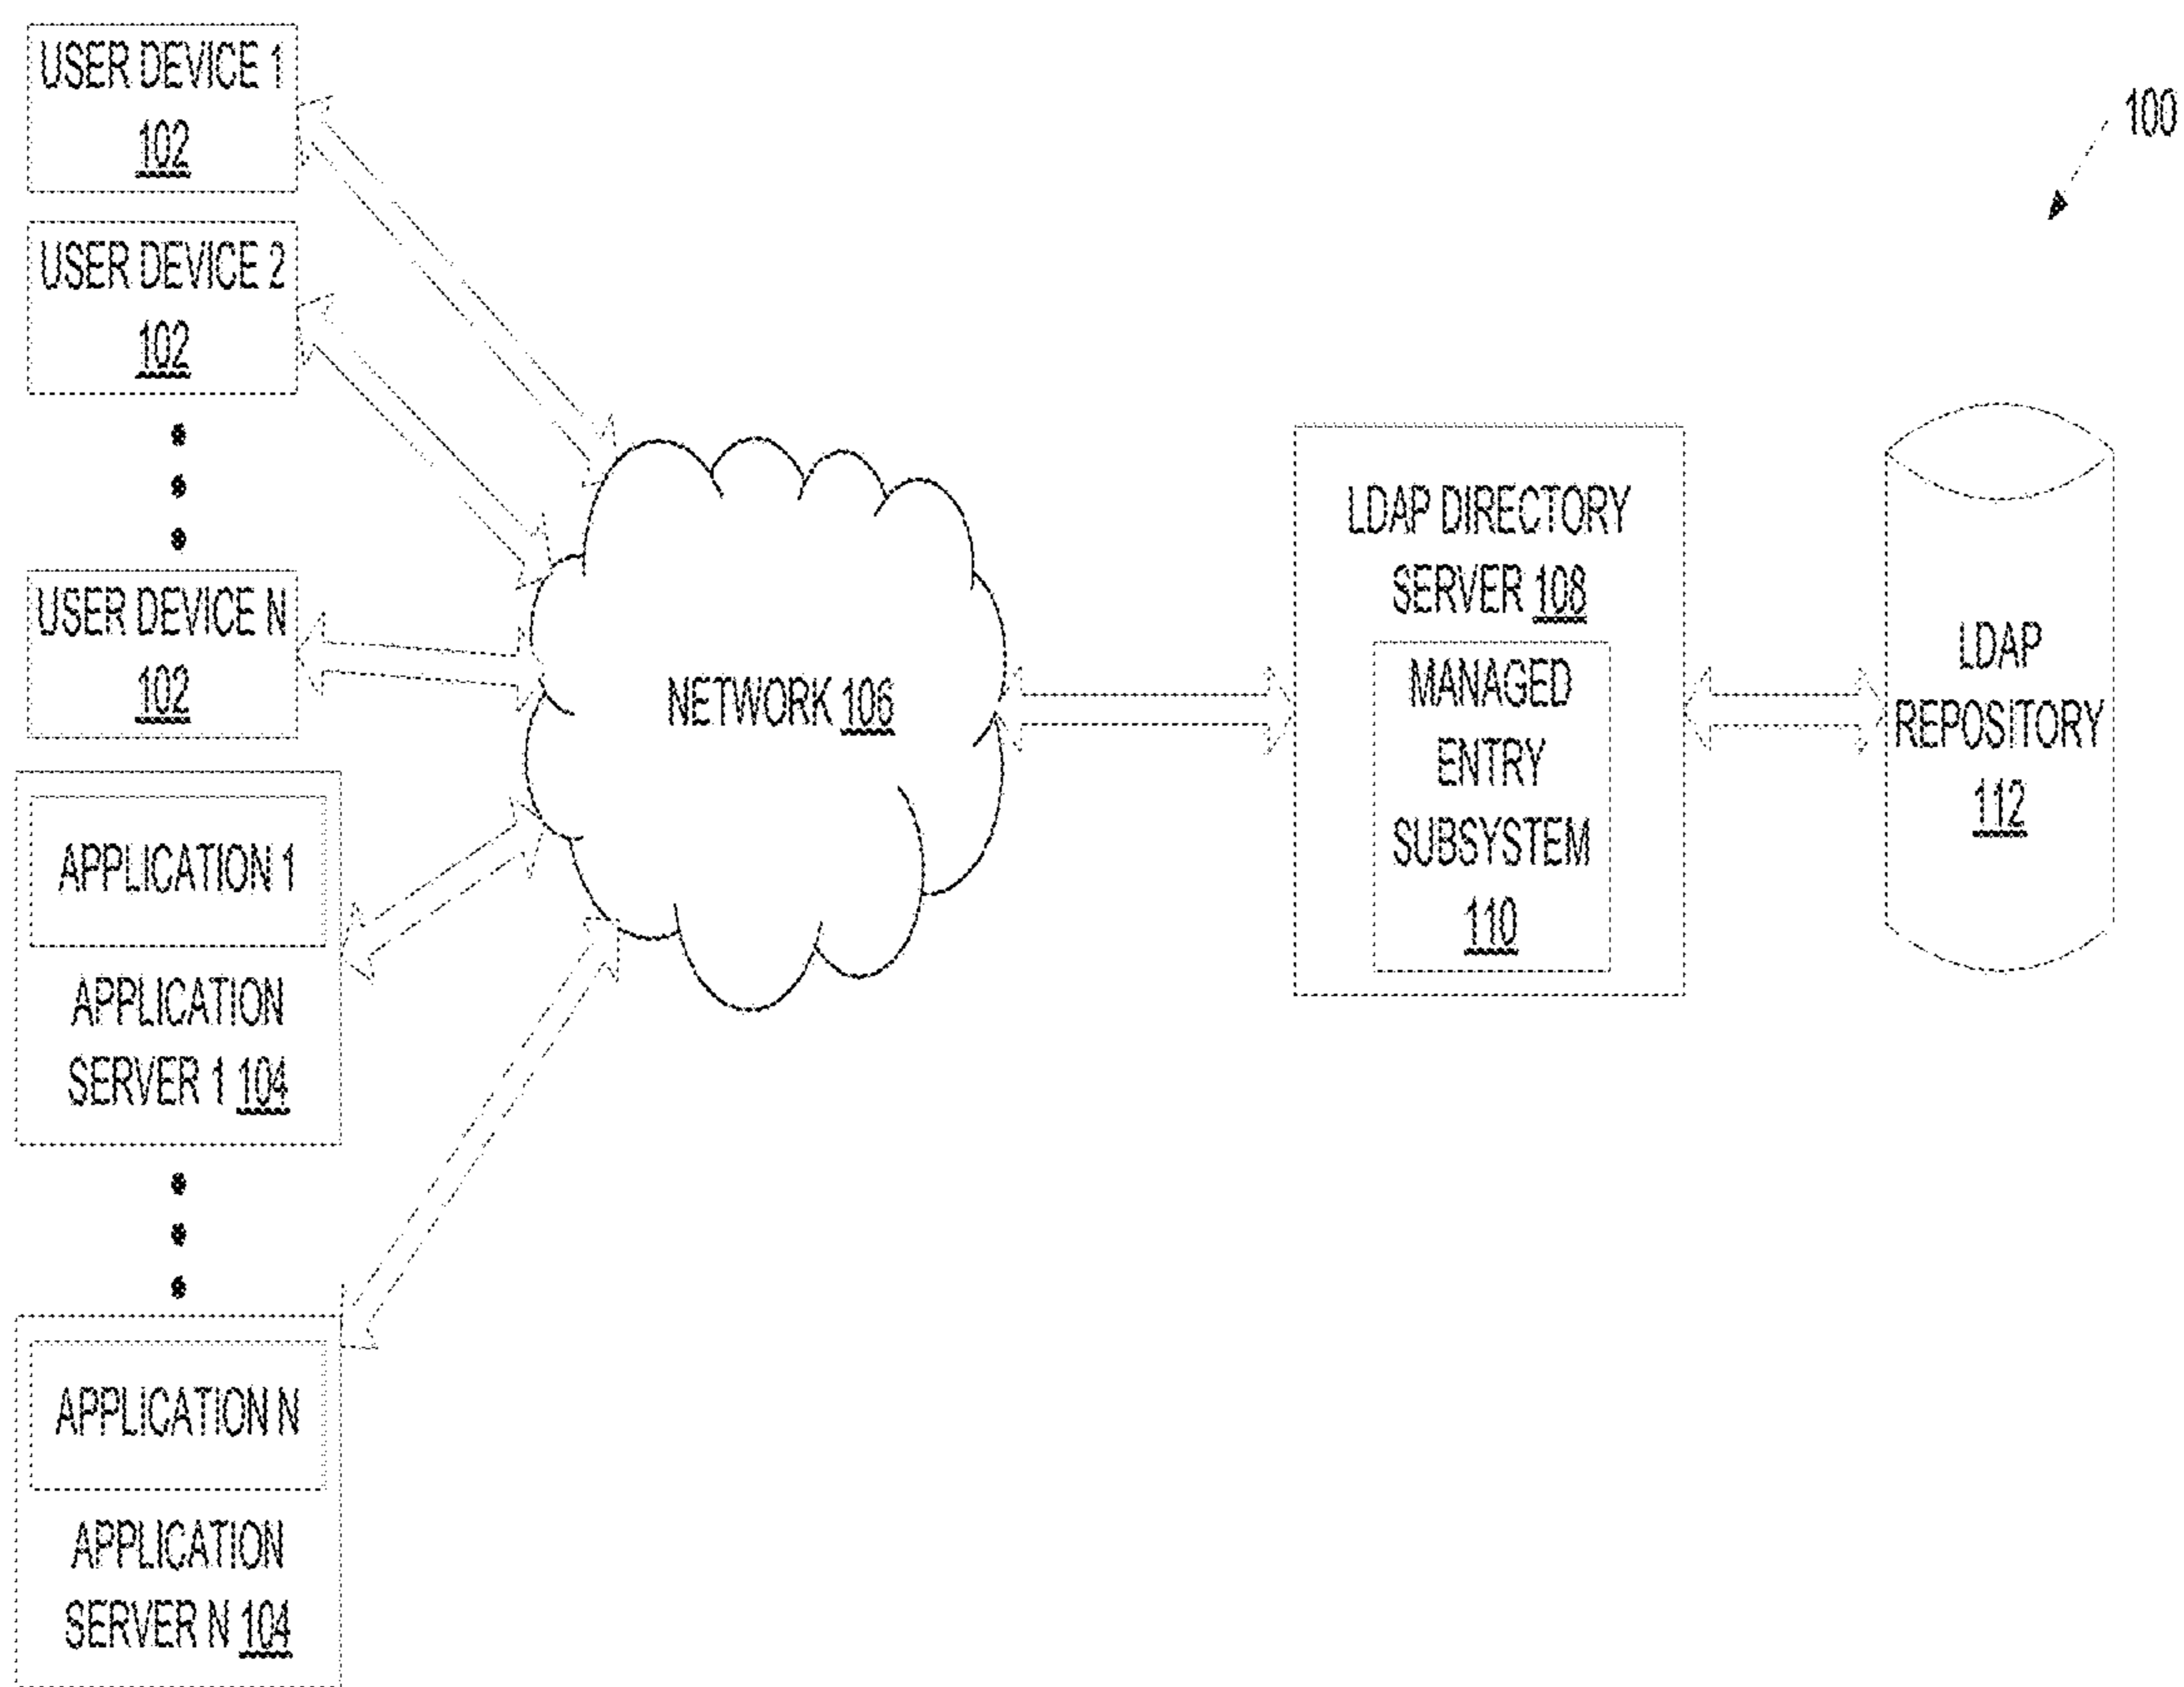 USER DEVICE 1
102
USER DEVICE 2
102
USER DEVICE N
102
APPLICATION 1
APPLICATION
SERVER 1 104
APPLICATION N
APPLICATION
SERVER N 104
NETWORK 106
LDAP DIRECTORY
SERVER 108
MANAGED
ENTRY
SUBSYSTEM
110
LDAP
REPOSITORY
112
100